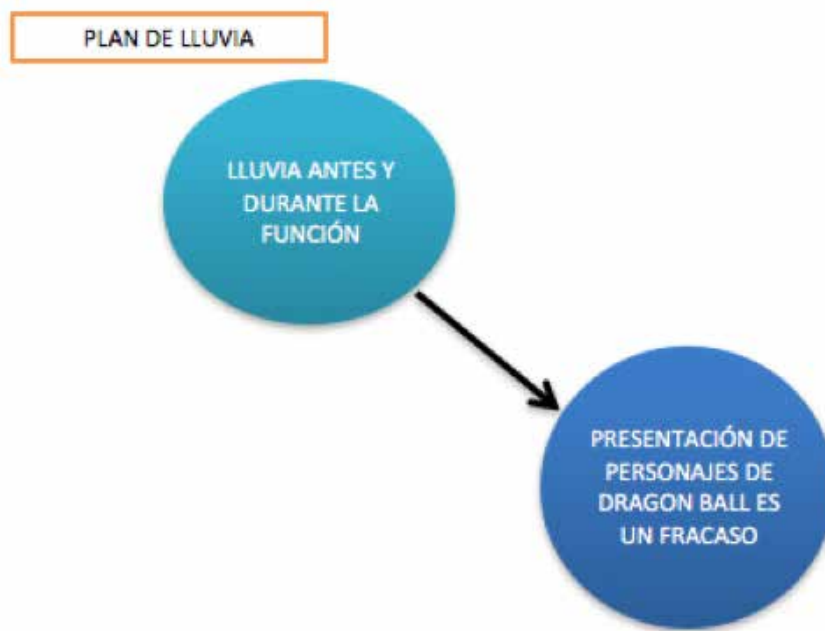 PLAN DE LLUVIA
LLUVIA ANTES Y
DURANTE LA
FUNCIÓN
PRESENTACIÓN DE
PERSONAJES DE
DRAGON BALL ES
UN FRACASO